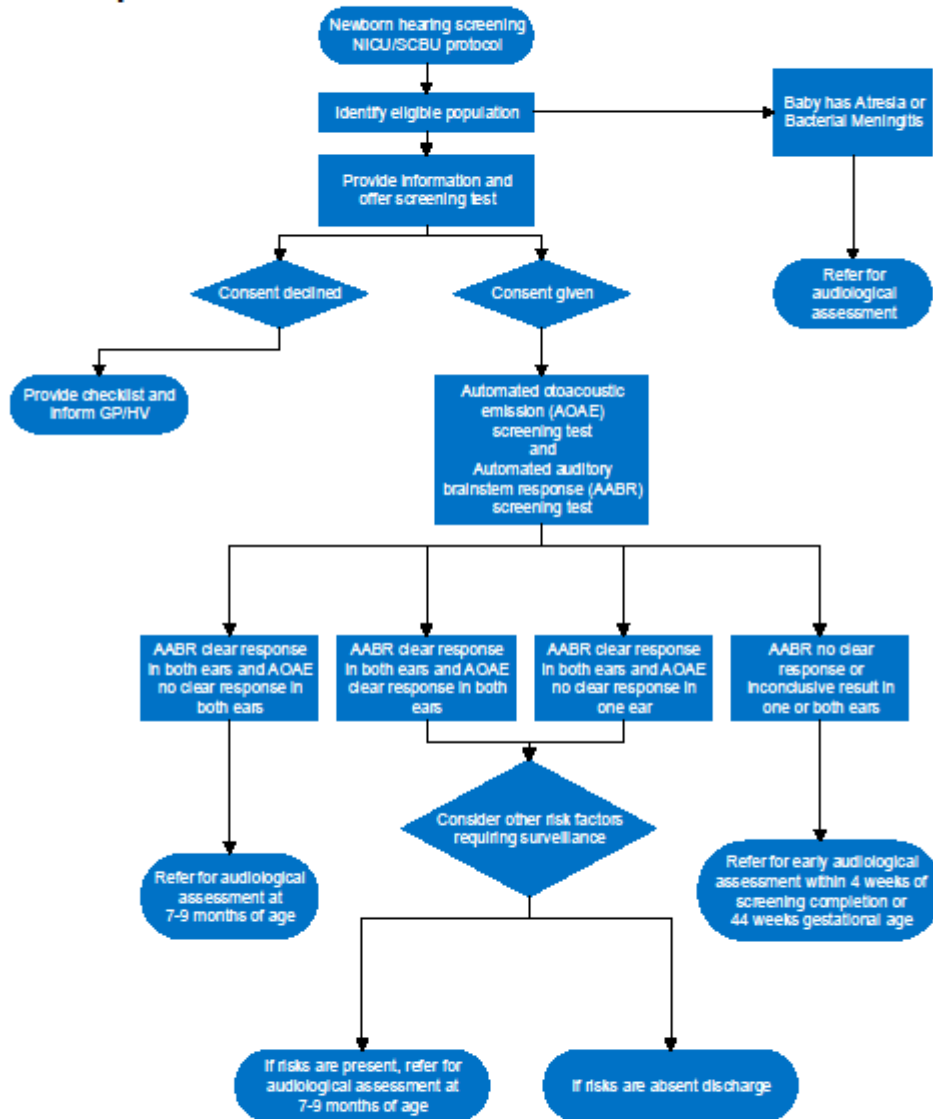 Newborn hearing screening
NICU/SCBU protocol
Identify eligible population
Baby has Atresia or
Bacterial Meningitis
Provide information and
offer screening test
Consent declined
Consent given
Refer for
audiological
assessment
Provide checklist and
inform GP/HV
Automated otoacoustic
emission (AOAE)
screening test
and
Automated auditory
brainstem response (AABR)
screening test
AABR clear response
in both ears and AOAE
no clear response in
both ears
AABR clear response
in both ears and AOAE
clear response in both
ears
AABR clear response
in both ears and AOAE
no clear response in
one ear
AABR no clear
response or
inconclusive result in
one or both ears
Consider other risk factors
requiring surveillance
Refer for audiological
assessment at
7-9 months of age
Refer for early audiological
assessment within 4 weeks of
screening completion or
44 weeks gestational age
If risks are present, refer for
audiological assessment at
7-9 months of age
If risks are absent discharge